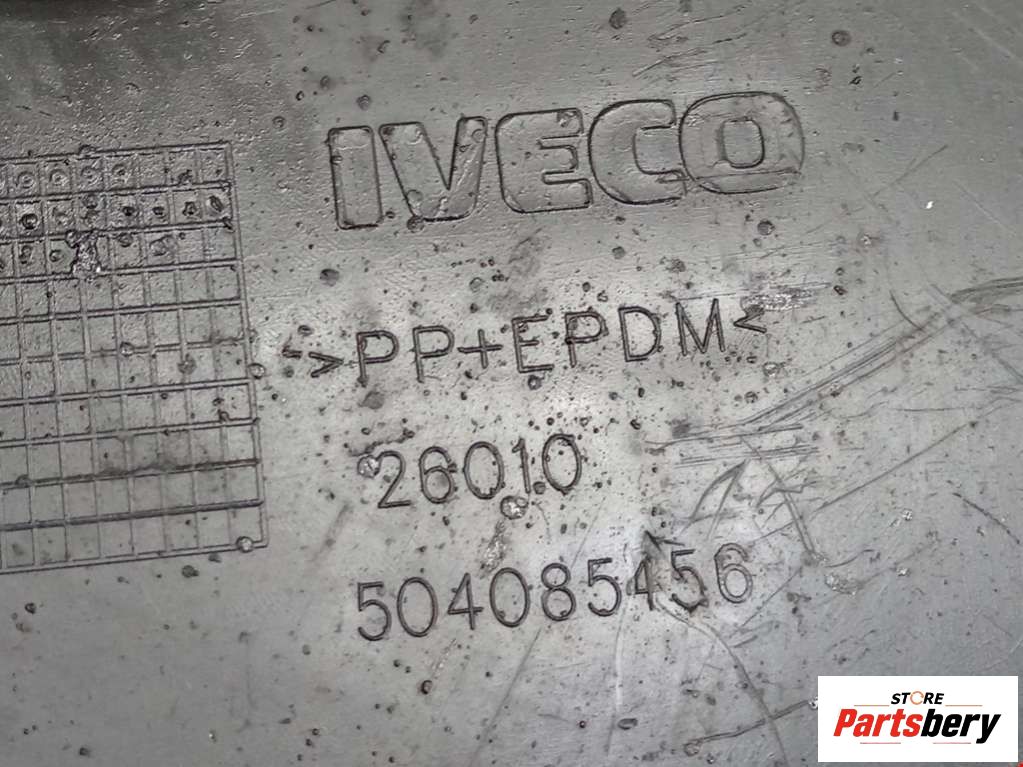 IVECO
>PP+EPDM<
26010
504085456
STORE
Partsbery